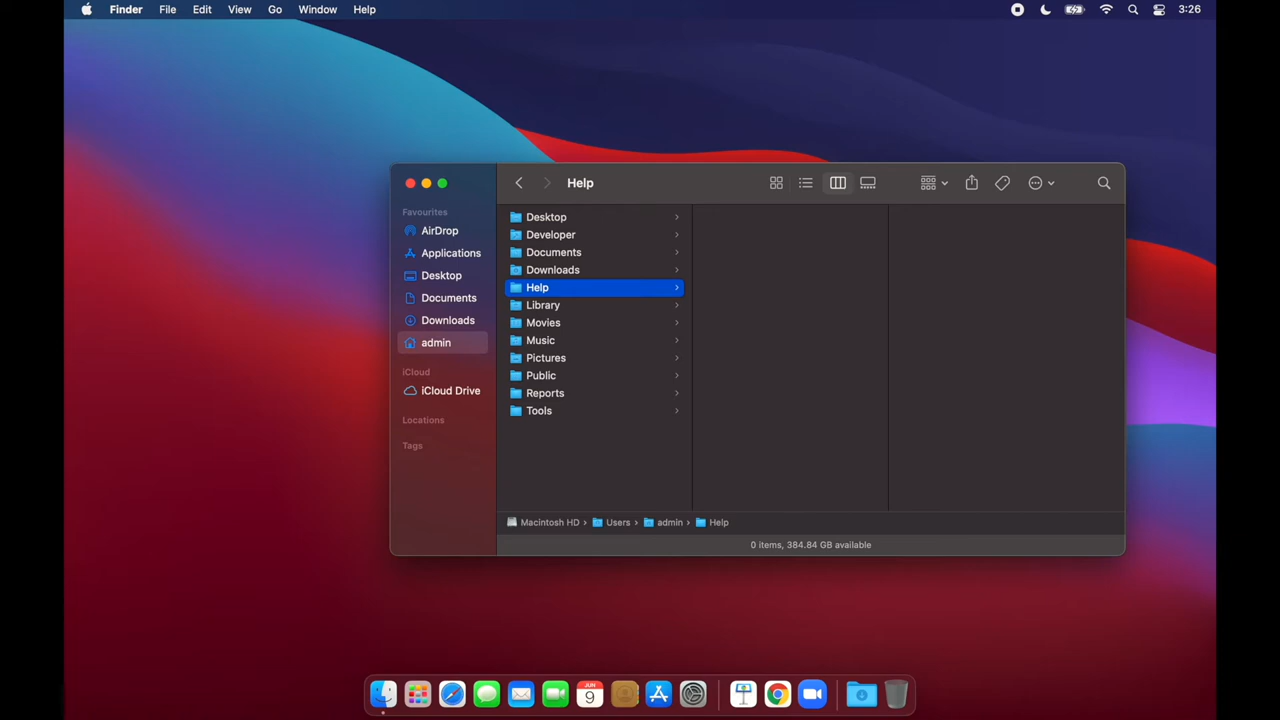 Finder File Edit View Go Window Help 3:26
Help
Favourites
AirDrop
Applications
Desktop
Documents
Downloads
admin
iCloud
iCloud Drive
Locations
Tags
Desktop
Developer
Documents
Downloads
Help
Library
Movies
Music
Pictures
Public
Reports
Tools
Macintosh HD › Users › admin › Help
0 items, 384.84 GB available
JUN
9